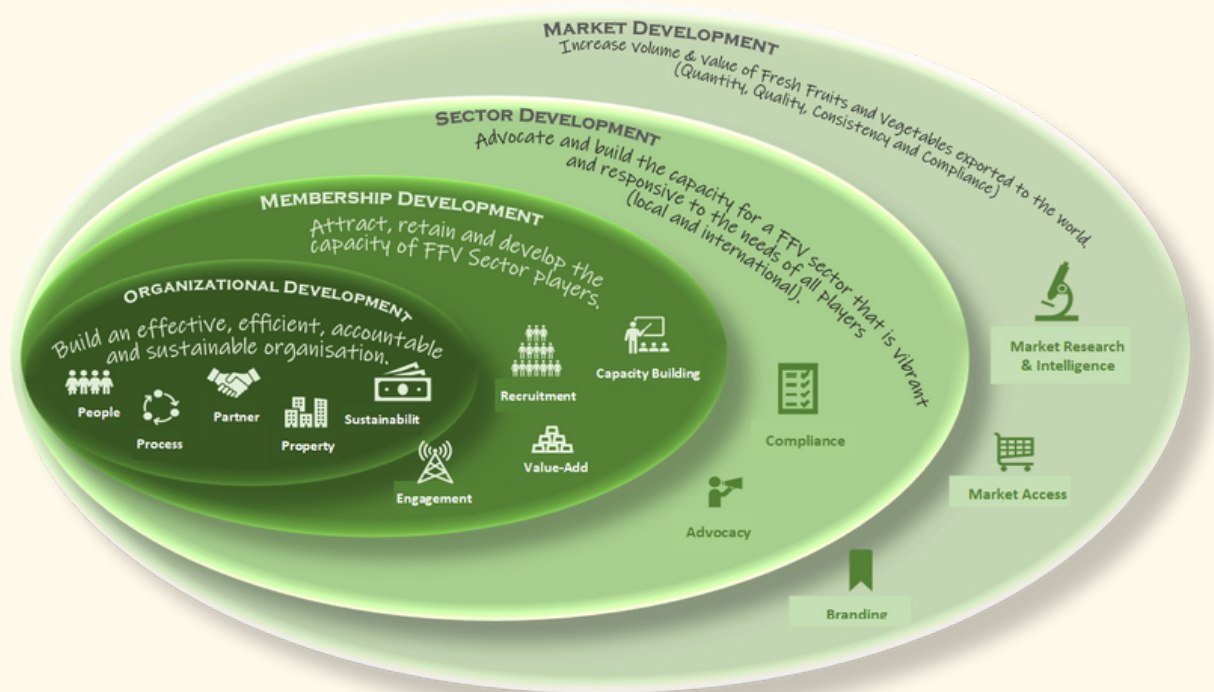 MARKET DEVELOPMENT
Increase volume & value of Fresh Fruits and Vegetables exported to the world.
(Quantity, Quality, Consistency and Compliance)
SECTOR DEVELOPMENT
Advocate and build the capacity for a FFV sector that is vibrant
and responsive to the needs of all players
(local and international).
MEMBERSHIP DEVELOPMENT
Attract, retain and develop the
capacity of FFV Sector players.
ORGANIZATIONAL DEVELOPMENT
Build an effective, efficient, accountable
and sustainable organisation.
People
Process
Partner
Property
Sustainabilit
Engagement
Recruitment
Value-Add
Capacity Building
Compliance
Advocacy
Market Research
& Intelligence
Market Access
Branding